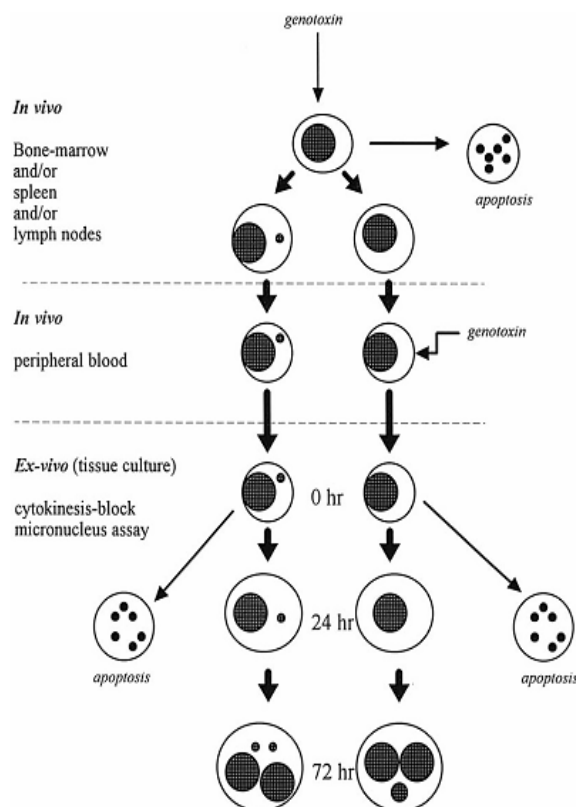 genotoxin
In vivo
Bone-marrow
and/or
spleen
and/or
lymph nodes
apoptosis
In vivo
peripheral blood
genotoxin
Ex-vivo (tissue culture)
cytokinesis-block
micronucleus assay
0 hr
24 hr
apoptosis
apoptosis
72 hr